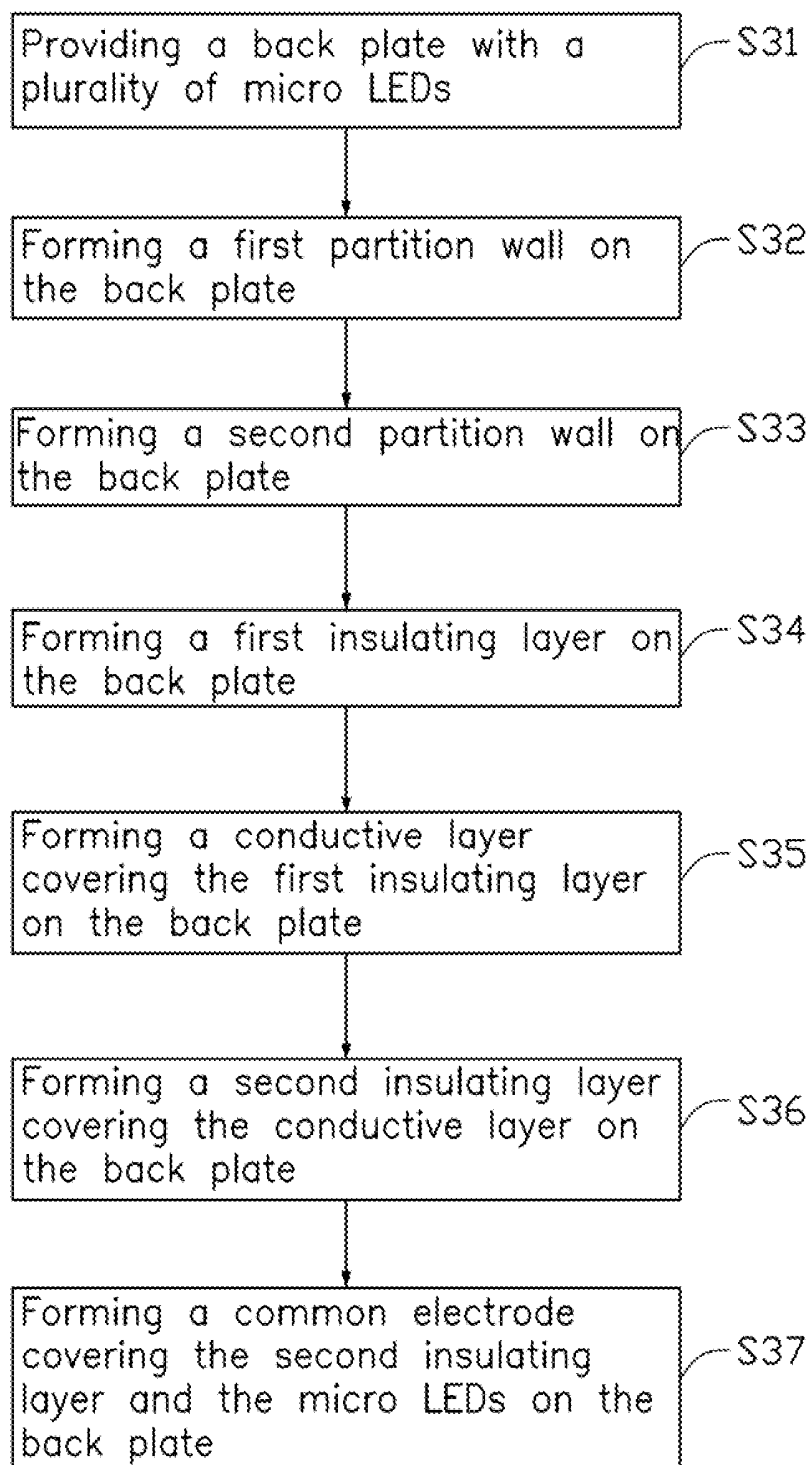 Providing a back plate with a
plurality of micro LEDs
S31
Forming a first partition wall on
the back plate
S32
Forming a second partition wall on
the back plate
S33
Forming a first insulating layer on
the back plate
S34
Forming a conductive layer
covering the first insulating layer
on the back plate
S35
Forming a second insulating layer
covering the conductive layer on
the back plate
S36
Forming a common electrode
covering the second insulating
layer and the micro LEDs on the
back plate
S37